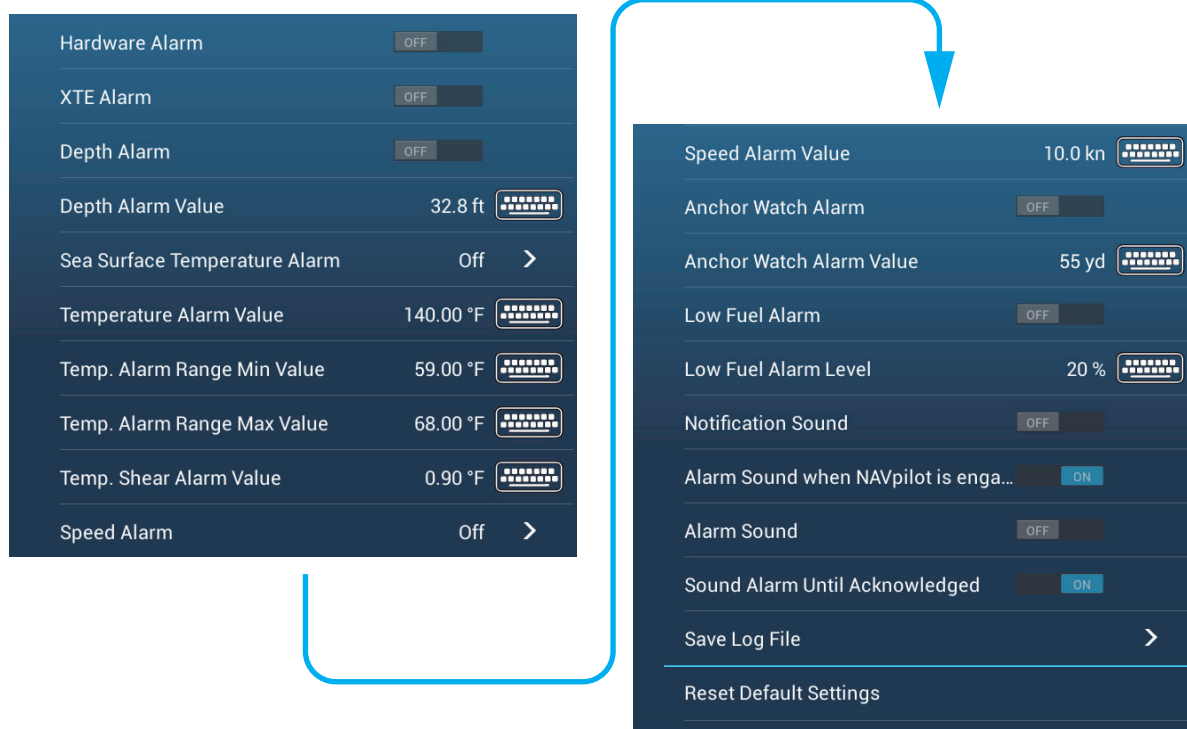 Hardware Alarm OFF
XTE Alarm OFF
Depth Alarm OFF
Depth Alarm Value 32.8 ft
Sea Surface Temperature Alarm Off
Temperature Alarm Value 140.00 °F
Temp. Alarm Range Min Value 59.00 °F
Temp. Alarm Range Max Value 68.00 °F
Temp. Shear Alarm Value 0.90 °F
Speed Alarm Off
Speed Alarm Value 10.0 kn
Anchor Watch Alarm OFF
Anchor Watch Alarm Value 55 yd
Low Fuel Alarm OFF
Low Fuel Alarm Level 20 %
Notification Sound OFF
Alarm Sound when NAVpilot is enga... ON
Alarm Sound OFF
Sound Alarm Until Acknowledged ON
Save Log File
Reset Default Settings